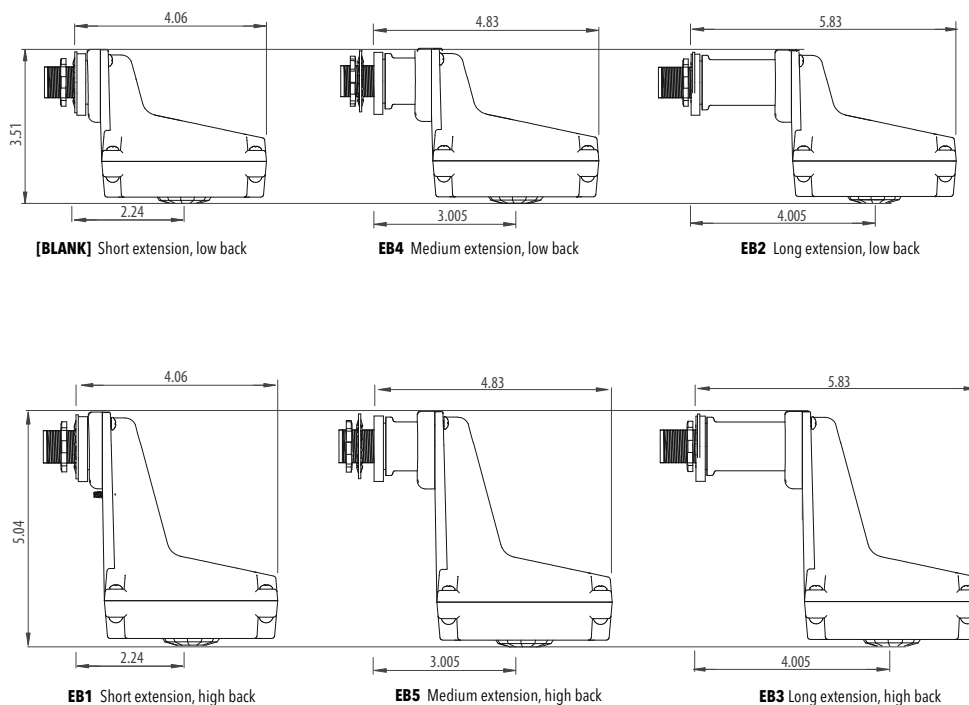 4.06
4.83
5.83
3.51
2.24
3.005
4.005
[BLANK] Short extension, low back
EB4 Medium extension, low back
EB2 Long extension, low back
4.06
4.83
5.83
5.04
2.24
3.005
4.005
EB1 Short extension, high back
EB5 Medium extension, high back
EB3 Long extension, high back